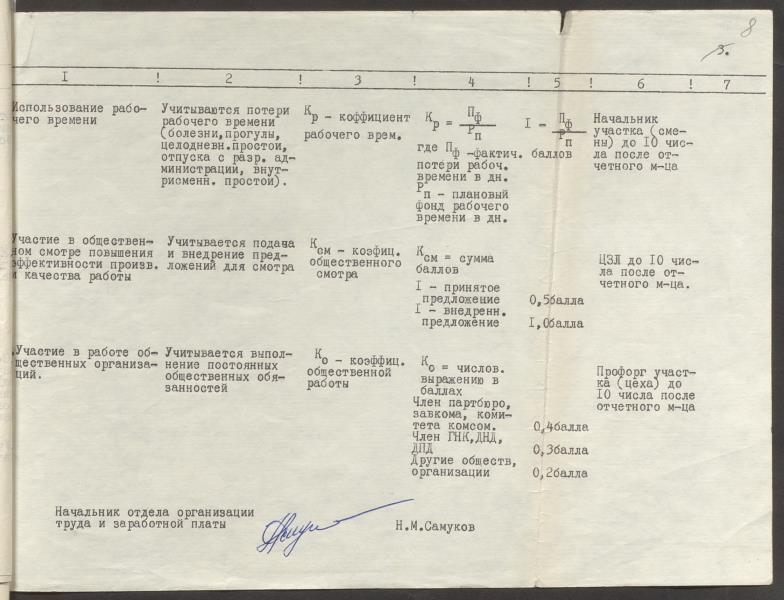 8
3.
I ! 2 ! 3 ! 4 ! 5 ! 6 ! 7
Использование рабо-
чего времени
Учитываются потери
рабочего времени
(болезни,прогулы,
целодневн.простои,
отпуска с разр. ад-
министрации, внут-
рисменн. простои).
Кр - коффициент
рабочего врем.
Кр = Пф
Рп
где Пф -фактич.
потери рабоч.
времени в дн.
Рп - плановый
фонд рабочего
времени в дн.
I - Пф
Рп
баллов
Начальник
участка (сме-
ны) до IO чис-
ла после от-
четного м-ца
Участие в обществен-
ном смотре повышения
эффективности произв.
и качества работы
Учитывается подача
и внедрение пред-
ложений для смотра
Ксм - коэфиц.
общественного
смотра
Ксм = сумма
баллов
I - принятое
предложение 0,5балла
I - внедренн.
предложение I,0балла
ЦЗЛ до IO чис-
ла после от-
четного м-ца.
Участие в работе об-
щественных организа-
ций.
Учитывается выпол-
нение постоянных
общественных обя-
занностей
Ко - коэффиц.
общественной
работы
Ко = числов.
выражению в
баллах
Член партбюро,
завкома, коми-
тета комсом. 0,4балла
Член ГНК,ДНД,
ДПД 0,3балла
Другие обществ,
организации 0,2балла
Профорг участ-
ка (цеха) до
IO числа после
отчетного м-ца
Начальник отдела организации
труда и заработной платы
Н.М.Самуков